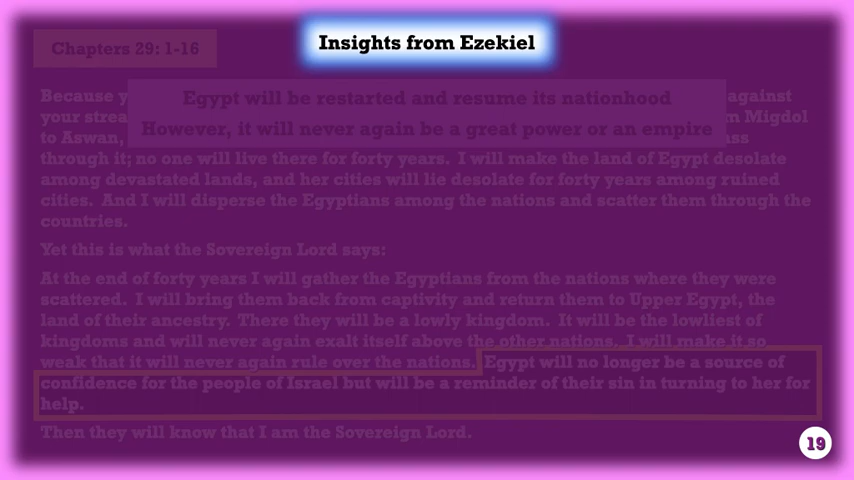 Insights from Ezekiel
Chapters 29: 1-16
Egypt will be restarted and resume its nationhood
However, it will never again be a great power or an empire
Because y against
your strea m Migdol
to Aswan, ass
through it; no one will live there for forty years. I will make the land of Egypt desolate
among devastated lands, and her cities will lie desolate for forty years among ruined
cities. And I will disperse the Egyptians among the nations and scatter them through the
countries.
Yet this is what the Sovereign Lord says:
At the end of forty years I will gather the Egyptians from the nations where they were
scattered. I will bring them back from captivity and return them to Upper Egypt, the
land of their ancestry. There they will be a lowly kingdom. It will be the lowliest of
kingdoms and will never again exalt itself above the other nations. I will make it so
weak that it will never again rule over the nations. Egypt will no longer be a source of
confidence for the people of Israel but will be a reminder of their sin in turning to her for
help.
Then they will know that I am the Sovereign Lord.
19